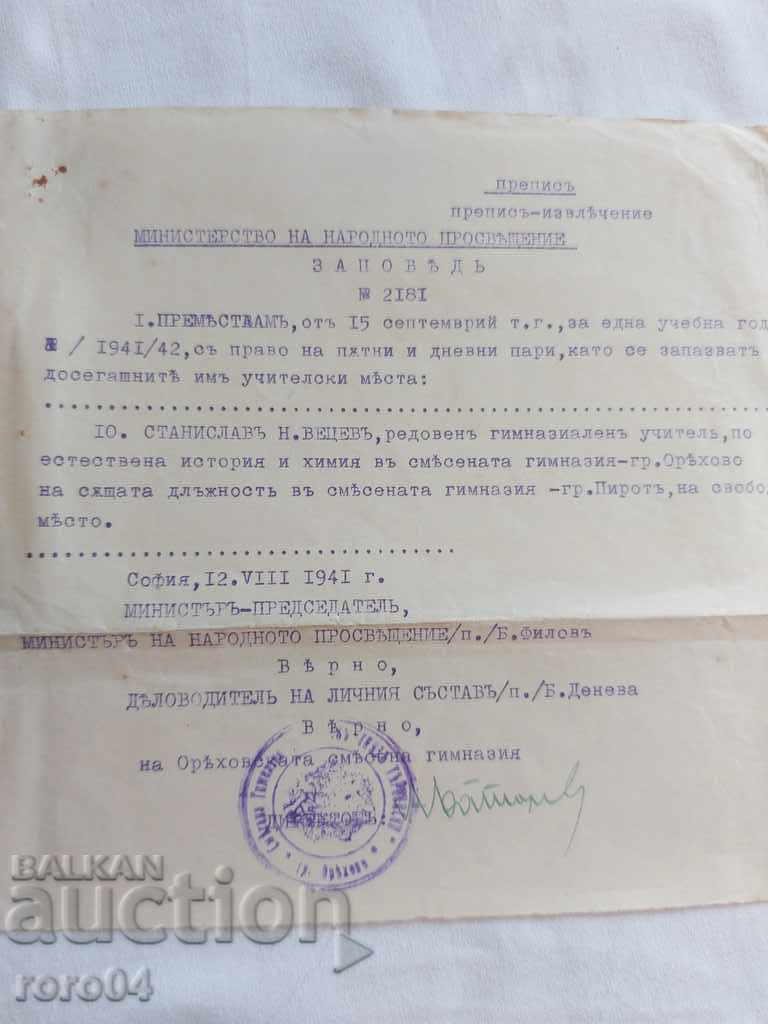 преписъ
преписъ-извлѣчение
МИНИСТЕРСТВО НА НАРОДНОТО ПРОСВѢЩЕНИЕ
ЗАПОВѢДЬ
№ 2181
I.ПРЕМѢСТВАМЪ, отъ 15 септемврий т.г., за една учебна год
/ 1941/42, съ право на пѫтни и дневни пари, като се запазватъ
досегашнитѣ имъ учителски мѣста:
10. СТАНИСЛАВЪ Н.ВЕЦЕВЪ, редовенъ гимназиаленъ учитель, по
естествена история и химия въ смѣсената гимназия-гр.Орѣхово
на сѫщата длъжность въ смѣсената гимназия -гр.Пиротъ, на свобо
мѣсто.
София, 12.VIII 1941 г.
МИНИСТЪРЪ-ПРЕДСЕДАТЕЛЬ,
МИНИСТЪРЪ НА НАРОДНОТО ПРОСВѢЩЕНИЕ/п./Б.Филовъ
Вѣрно,
ДѢЛОВОДИТЕЛЬ НА ЛИЧНИЯ СЪСТАВЪ/п./Б.Денева
Вѣрно,
на Орѣховската смѣсена гимназия
ДИРЕКТОРЪ:
гр. Орѣхово
BALKAN
auction
roro04